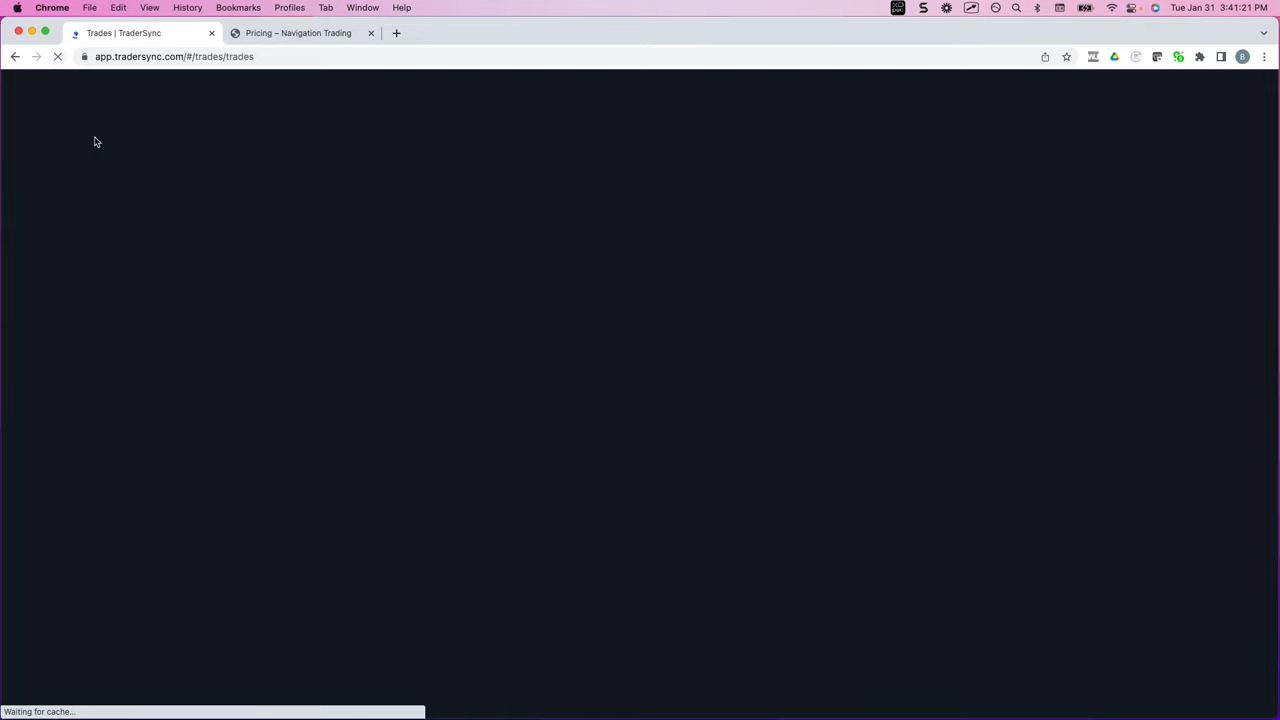 Chrome File Edit View History Bookmarks Profiles Tab Window Help Tue Jan 31 3:41:21 PM
Trades | TraderSync Pricing – Navigation Trading
app.tradersync.com/#/trades/trades B
Waiting for cache...